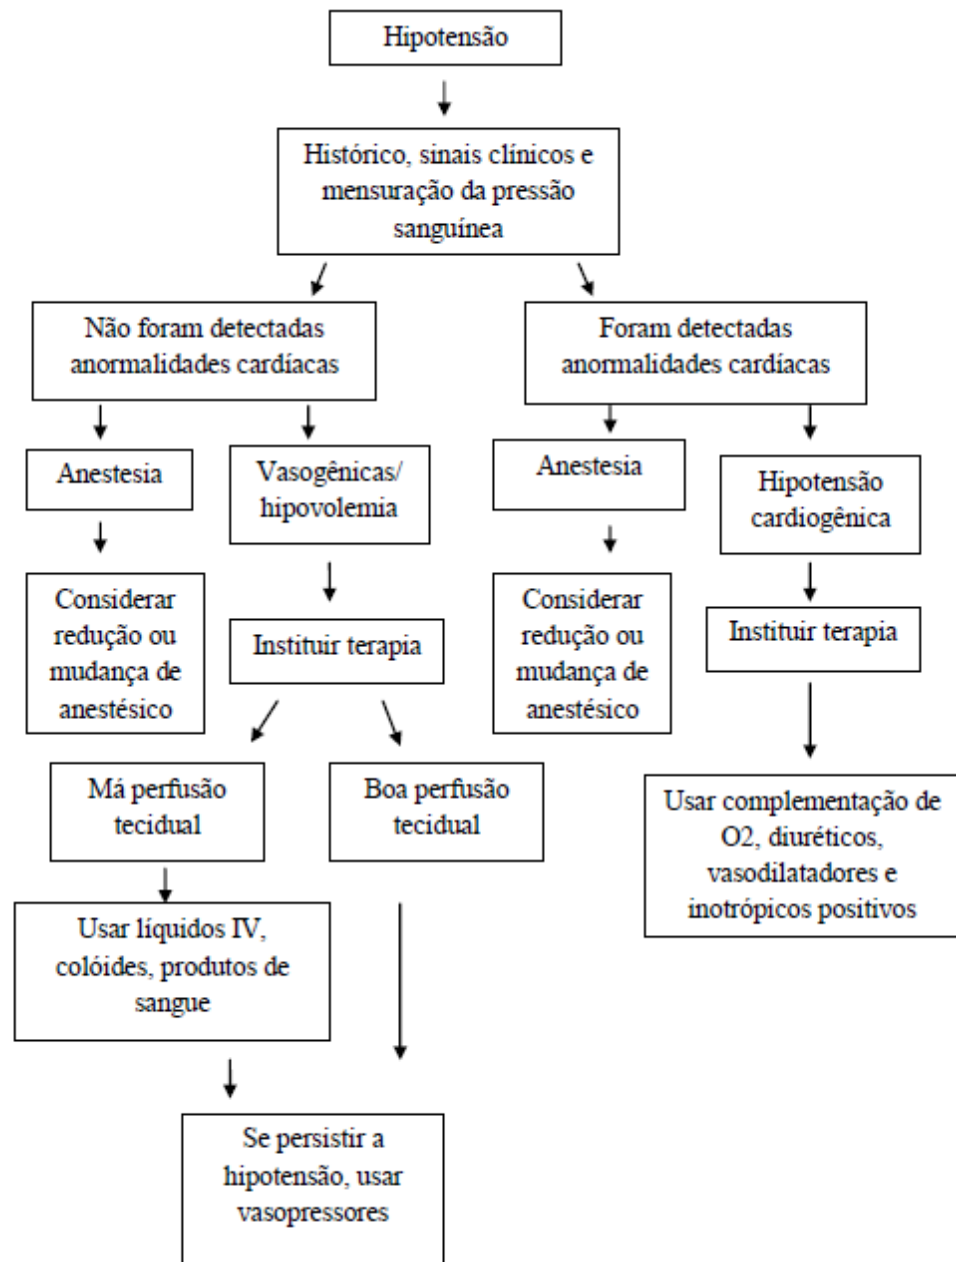 Hipotensão
Histórico, sinais clínicos e
mensuração da pressão
sanguínea
Não foram detectadas
anormalidades cardíacas
Foram detectadas
anormalidades cardíacas
Anestesia
Vasogênicas/
hipovolemia
Anestesia
Hipotensão
cardiogênica
Considerar
redução ou
mudança de
anestésico
Instituir terapia
Considerar
redução ou
mudança de
anestésico
Instituir terapia
Má perfusão
tecidual
Boa perfusão
tecidual
Usar complementação de
O2, diuréticos,
vasodilatadores e
inotrópicos positivos
Usar líquidos IV,
colóides, produtos de
sangue
Se persistir a
hipotensão, usar
vasopressores